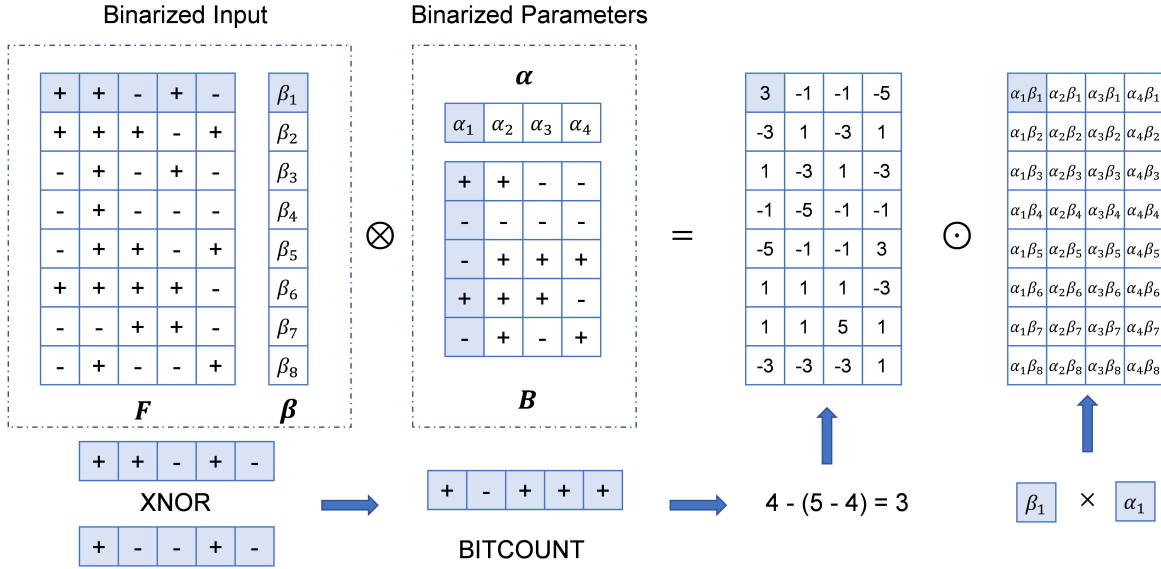 Binarized Input
Binarized Parameters
+ + - + - β₁
+ + + - + β₂
- + - + - β₃
- + - - - β₄
- + + - + β₅
+ + + + - β₆
- - + + - β₇
- + - - + β₈
F β
⊗
α
α₁ α₂ α₃ α₄
+ + - -
- - - -
- + + +
+ + + -
- + - +
B
=
3 -1 -1 -5
-3 1 -3 1
1 -3 1 -3
-1 -5 -1 -1
-5 -1 -1 3
1 1 1 -3
1 1 5 1
-3 -3 -3 1
⊙
α₁β₁ α₂β₁ α₃β₁ α₄β₁
α₁β₂ α₂β₂ α₃β₂ α₄β₂
α₁β₃ α₂β₃ α₃β₃ α₄β₃
α₁β₄ α₂β₄ α₃β₄ α₄β₄
α₁β₅ α₂β₅ α₃β₅ α₄β₅
α₁β₆ α₂β₆ α₃β₆ α₄β₆
α₁β₇ α₂β₇ α₃β₇ α₄β₇
α₁β₈ α₂β₈ α₃β₈ α₄β₈
+ + - + -
XNOR
+ - - + -
+ - + + +
BITCOUNT
4 - (5 - 4) = 3
β₁ × α₁